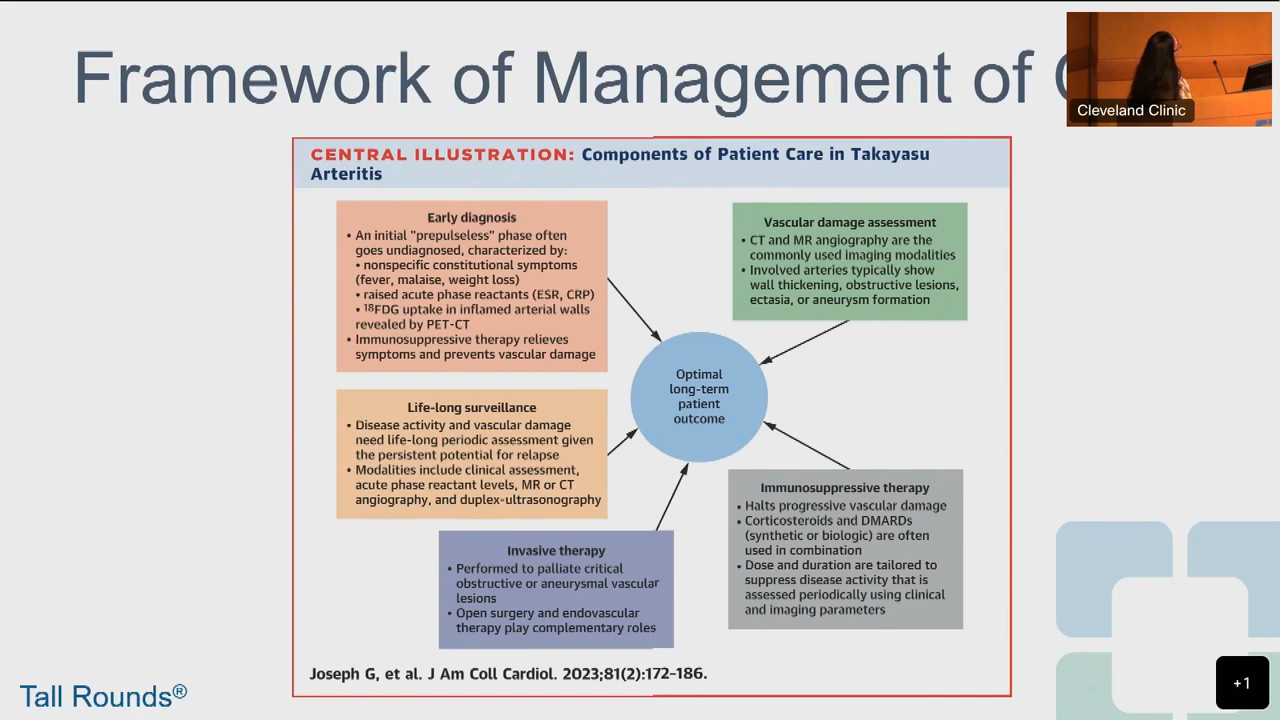 Framework of Management of
Cleveland Clinic
CENTRAL ILLUSTRATION: Components of Patient Care in Takayasu
Arteritis
Early diagnosis
• An initial "prepulseless" phase often
goes undiagnosed, characterized by:
• nonspecific constitutional symptoms
(fever, malaise, weight loss)
• raised acute phase reactants (ESR, CRP)
• ¹⁸FDG uptake in inflamed arterial walls
revealed by PET-CT
• Immunosuppressive therapy relieves
symptoms and prevents vascular damage
Vascular damage assessment
• CT and MR angiography are the
commonly used imaging modalities
• Involved arteries typically show
wall thickening, obstructive lesions,
ectasia, or aneurysm formation
Optimal
long-term
patient
outcome
Life-long surveillance
• Disease activity and vascular damage
need life-long periodic assessment given
the persistent potential for relapse
• Modalities include clinical assessment,
acute phase reactant levels, MR or CT
angiography, and duplex-ultrasonography
Immunosuppressive therapy
• Halts progressive vascular damage
• Corticosteroids and DMARDs
(synthetic or biologic) are often
used in combination
• Dose and duration are tailored to
suppress disease activity that is
assessed periodically using clinical
and imaging parameters
Invasive therapy
• Performed to palliate critical
obstructive or aneurysmal vascular
lesions
• Open surgery and endovascular
therapy play complementary roles
Joseph G, et al. J Am Coll Cardiol. 2023;81(2):172-186.
Tall Rounds®
+1